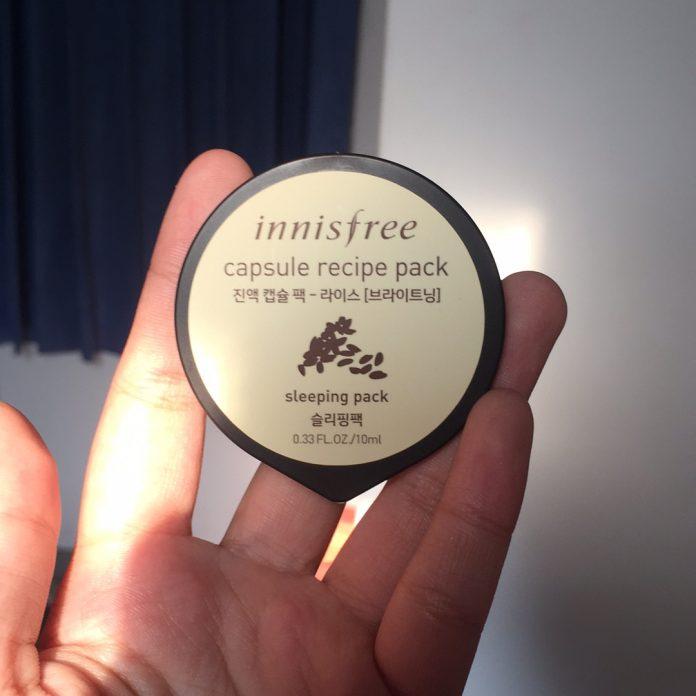 innisfree
capsule recipe pack
진액 캡슐 팩 - 라이스 [브라이트닝]
sleeping pack
슬리핑팩
0.33 FL.OZ./10ml